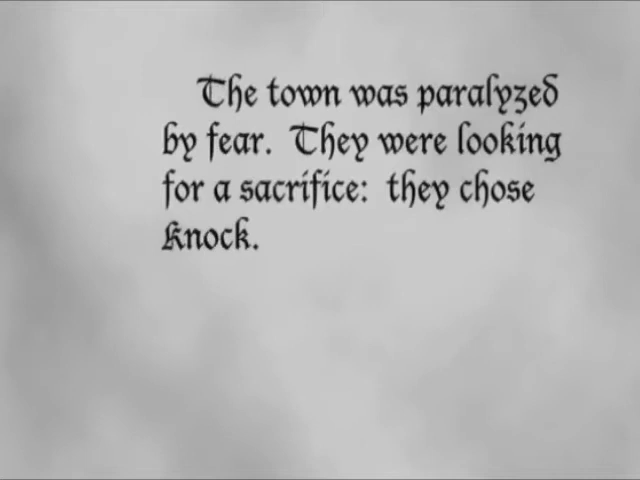 The town was paralyzed
by fear. They were looking
for a sacrifice: they chose
Knock.